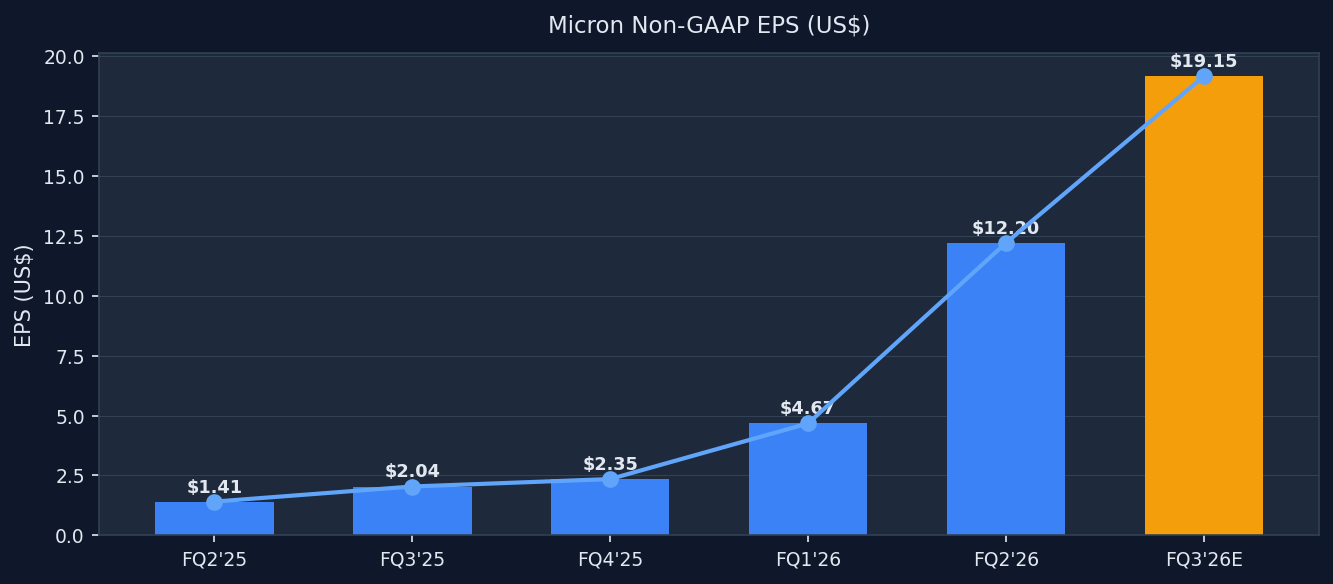 Micron Non-GAAP EPS (US$)
EPS (US$)
20.0
17.5
15.0
12.5
10.0
7.5
5.0
2.5
0.0
$1.41
$2.04
$2.35
$4.67
$12.20
$19.15
FQ2'25
FQ3'25
FQ4'25
FQ1'26
FQ2'26
FQ3'26E